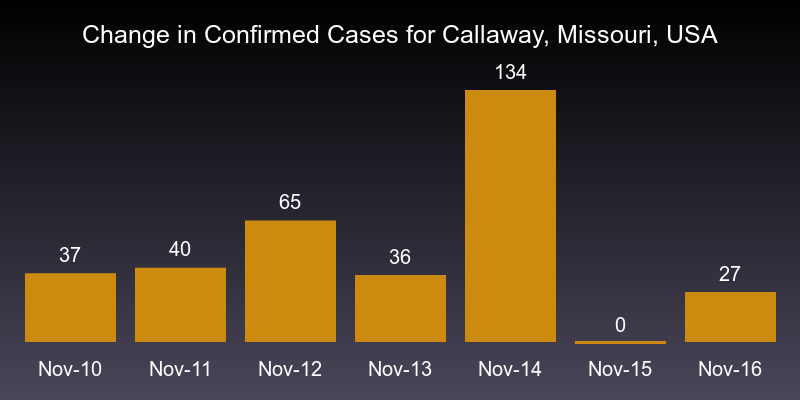 Change in Confirmed Cases for Callaway, Missouri, USA
134
65
37
40
36
0
27
Nov-10
Nov-11
Nov-12
Nov-13
Nov-14
Nov-15
Nov-16